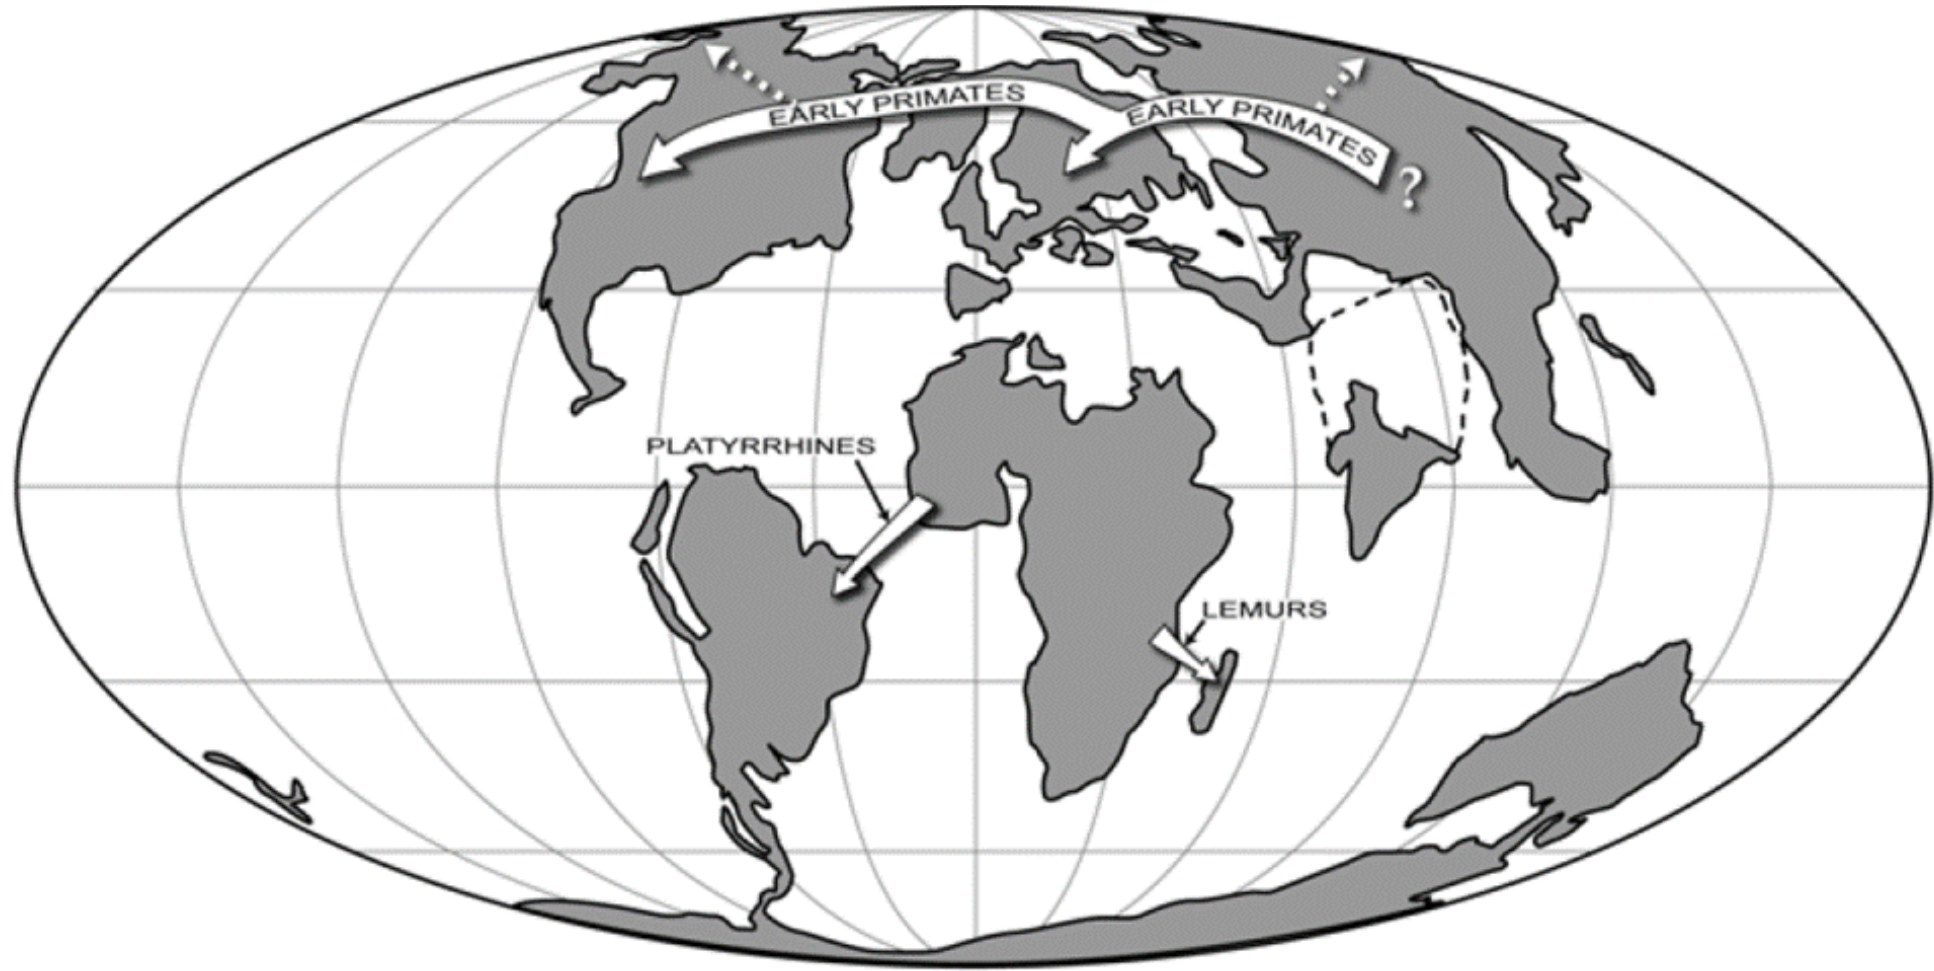 EARLY PRIMATES
EARLY PRIMATES
?
PLATYRRHINES
LEMURS